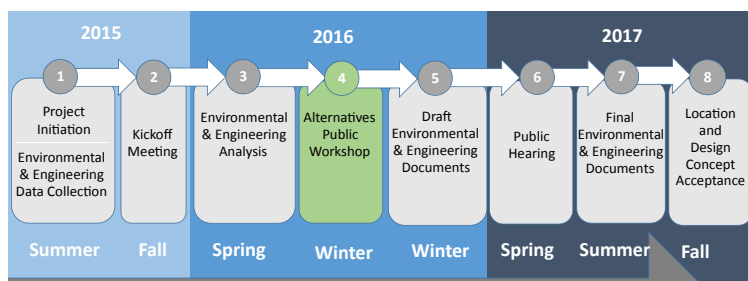 2015
2016
2017
1
2
3
4
5
6
7
8
Project
Initiation
Environmental
& Engineering
Data Collection
Kickoff
Meeting
Environmental
& Engineering
Analysis
Alternatives
Public
Workshop
Draft
Environmental
& Engineering
Documents
Public
Hearing
Final
Environmental
& Engineering
Documents
Location
and
Design
Concept
Acceptance
Summer
Fall
Spring
Winter
Winter
Spring
Summer
Fall